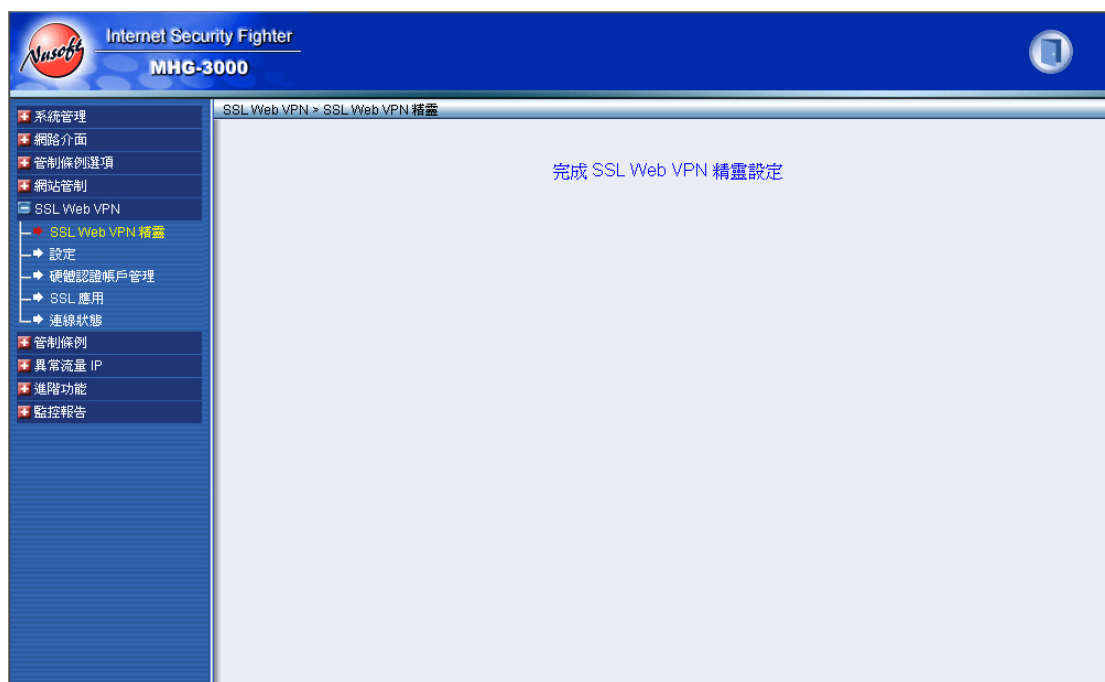 Nusoft
Internet Security Fighter
MHG-3000
SSL Web VPN > SSL Web VPN 精靈
系統管理
網路介面
管制條例選項
網站管制
SSL Web VPN
SSL Web VPN 精靈
設定
硬體認證帳戶管理
SSL 應用
連線狀態
管制條例
異常流量 IP
進階功能
監控報告
完成 SSL Web VPN 精靈設定